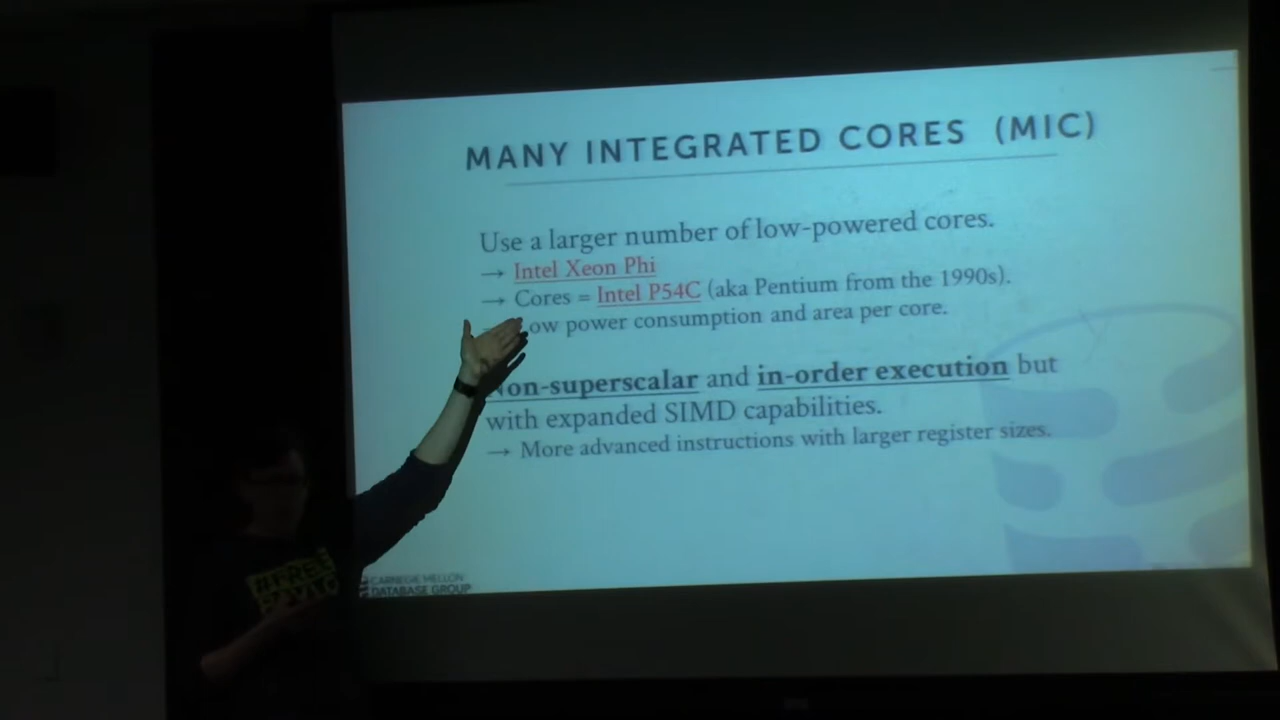 MANY INTEGRATED CORES (MIC)
Use a larger number of low-powered cores.
→ Intel Xeon Phi
→ Cores = Intel P54C (aka Pentium from the 1990s).
ow power consumption and area per core.
Non-superscalar and in-order execution but
with expanded SIMD capabilities.
→ More advanced instructions with larger register sizes.
CARNEGIE MELLON
DATABASE GROUP